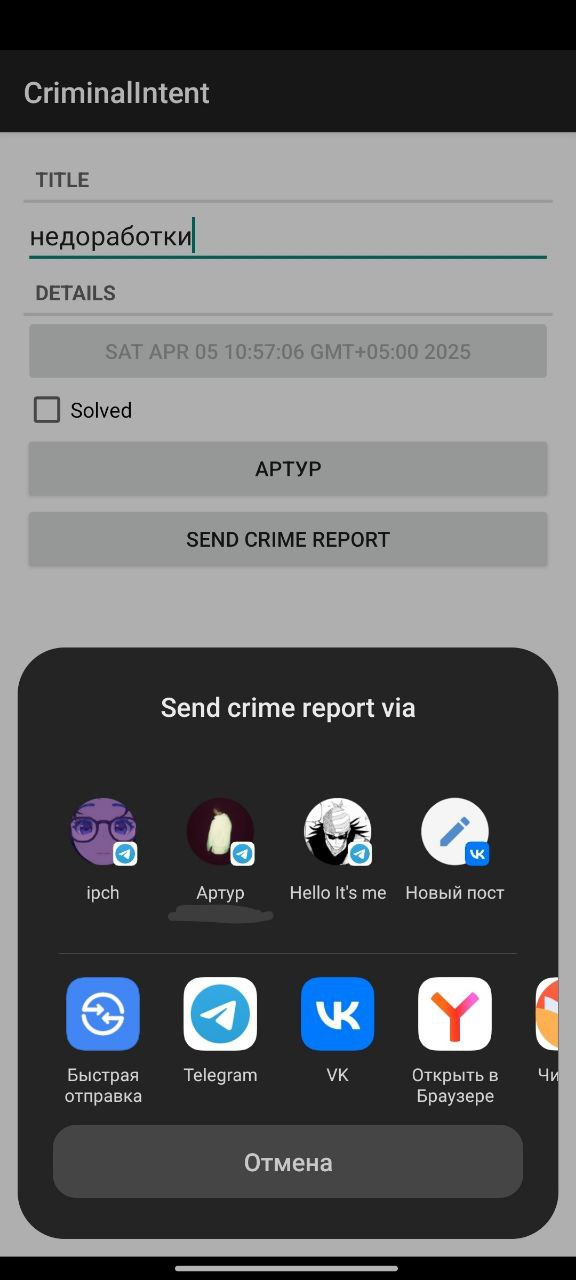 CriminalIntent
TITLE
недоработки
DETAILS
SAT APR 05 10:57:06 GMT+05:00 2025
Solved
АРТУР
SEND CRIME REPORT
Send crime report via
ipch
Артур
Hello It's me
Новый пост
Быстрая
отправка
Telegram
VK
Открыть в
Браузере
Чи
Отмена